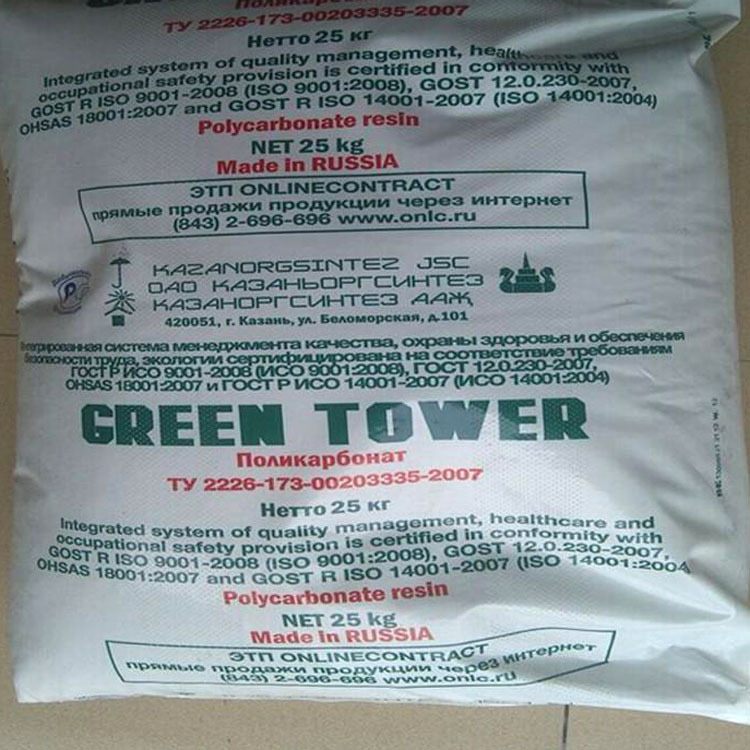 ТУ 2226-173-00203335-2007
Нетто 25 кг
Integrated system of quality management, healthcare and
occupational safety provision is certified in conformity with
GOST R ISO 9001-2008 (ISO 9001:2008), GOST 12.0.230-2007,
OHSAS 18001:2007 and GOST R ISO 14001-2007 (ISO 14001:2004)
Polycarbonate resin
NET 25 kg
Made in RUSSIA
ЭТП ONLINECONTRACT
прямые продажи продукции через интернет
(843) 2-696-696 www.onlc.ru
KAZANORGSINTEZ JSC
ОАО КАЗАНЬОРГСИНТЕЗ
КАЗАНОРГСИНТЕЗ ААҖ
420051, г. Казань, ул. Беломорская, д.101
Интегрированная система менеджмента качества, охраны здоровья и обеспечения
безопасности труда, экологии сертифицирована на соответствие требованиям
ГОСТ Р ИСО 9001-2008 (ИСО 9001:2008), ГОСТ 12.0.230-2007,
OHSAS 18001:2007 и ГОСТ Р ИСО 14001-2007 (ИСО 14001:2004)
GREEN TOWER
Поликарбонат
ТУ 2226-173-00203335-2007
Нетто 25 кг
Integrated system of quality management, healthcare and
occupational safety provision is certified in conformity with
GOST R ISO 9001-2008 (ISO 9001:2008), GOST 12.0.230-2007,
OHSAS 18001:2007 and GOST R ISO 14001-2007 (ISO 14001:2004
Polycarbonate resin
NET 25 kg
Made in RUSSIA
ЭТП ONLINECONTRACT
прямые продажи продукции через интернет
(843) 2-696-696 www.onlc.ru